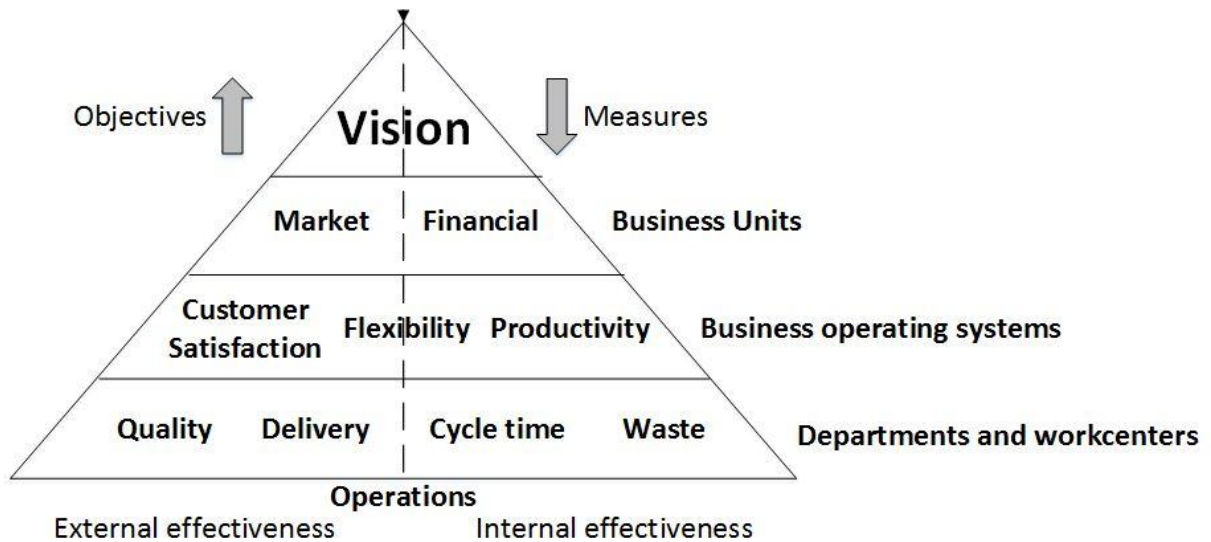 Objectives
Measures
Vision
Market Financial Business Units
Customer
Satisfaction
Flexibility Productivity Business operating systems
Quality Delivery Cycle time Waste
Departments and workcenters
Operations
External effectiveness Internal effectiveness